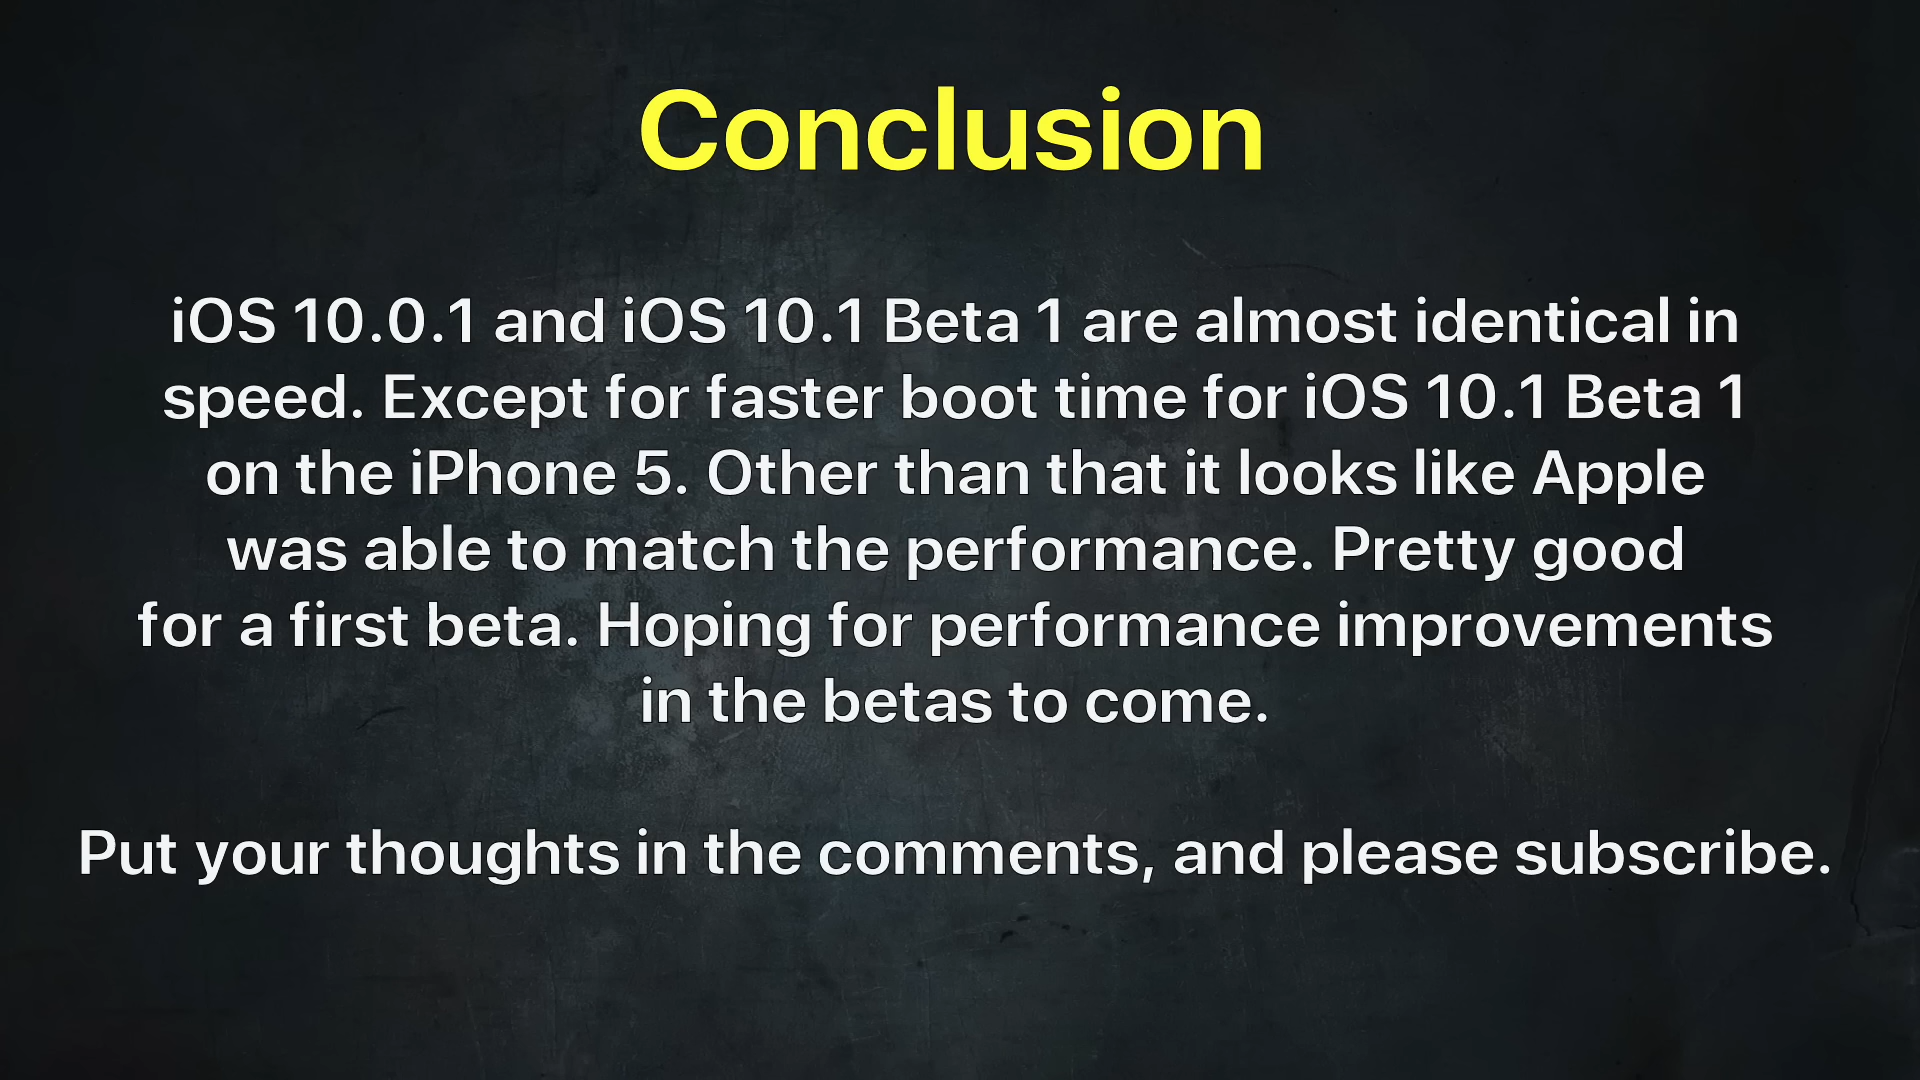 Conclusion
iOS 10.0.1 and iOS 10.1 Beta 1 are almost identical in
speed. Except for faster boot time for iOS 10.1 Beta 1
on the iPhone 5. Other than that it looks like Apple
was able to match the performance. Pretty good
for a first beta. Hoping for performance improvements
in the betas to come.
Put your thoughts in the comments, and please subscribe.